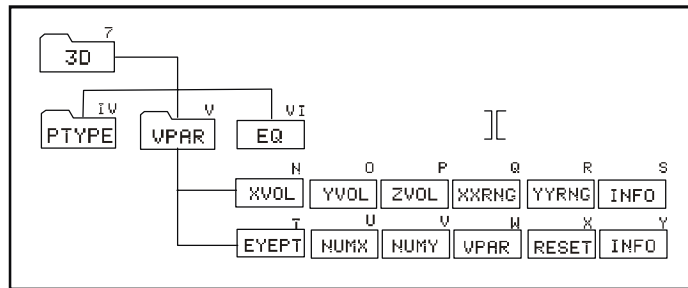 7
3D
IV V VI
PTYPE VPAR EQ ][
N O P Q R S
XVOL YVOL ZVOL XXRNG YYRNG INFO
T U V W X Y
EYEPT NUMX NUMY VPAR RESET INFO